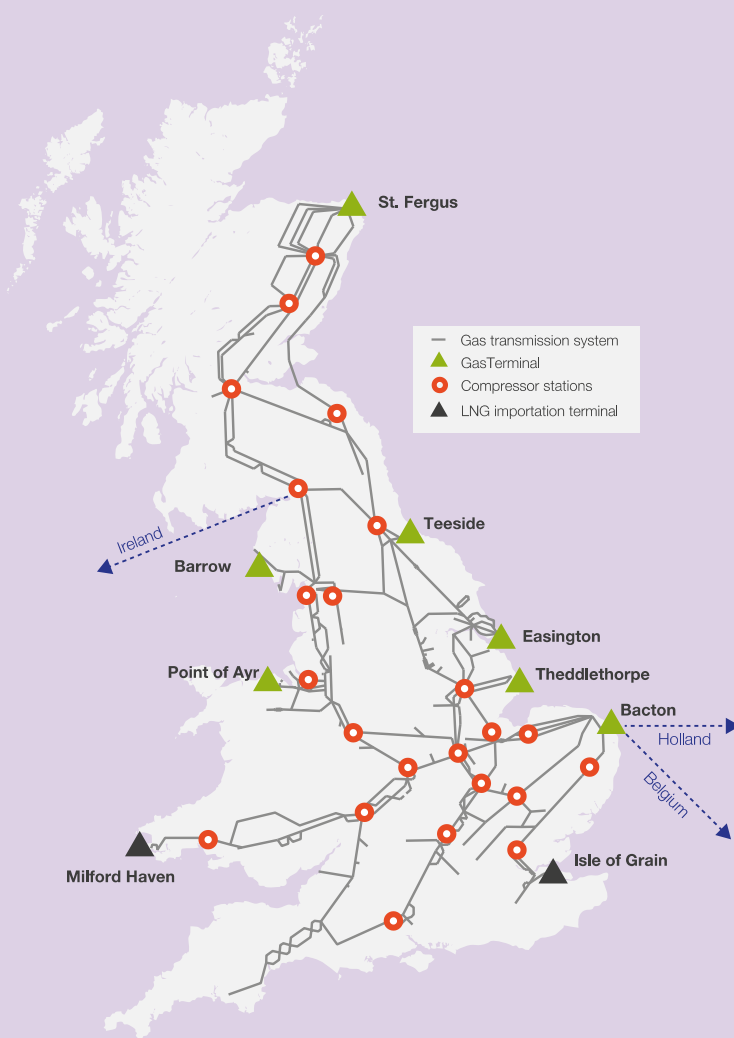 St. Fergus
Gas transmission system
GasTerminal
Compressor stations
LNG importation terminal
Teeside
Ireland
Barrow
Easington
Point of Ayr
Theddlethorpe
Bacton
Holland
Belgium
Isle of Grain
Milford Haven